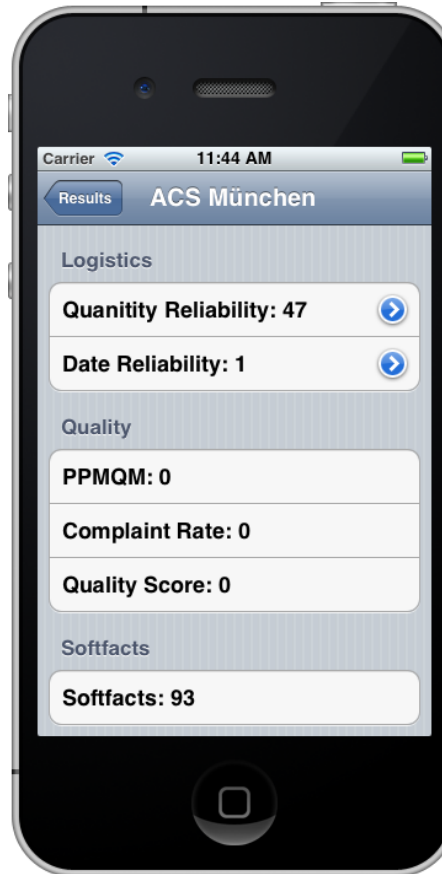 Carrier 11:44 AM
Results ACS München
Logistics
Quanitity Reliability: 47
Date Reliability: 1
Quality
PPMQM: 0
Complaint Rate: 0
Quality Score: 0
Softfacts
Softfacts: 93